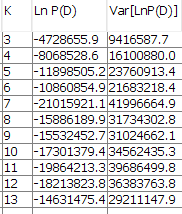 K Ln P(D) Var[LnP(D)]
3 -4728655.9 9416587.7
4 -8068528.6 16100880.0
5 -11898505.2 23760913.4
6 -10860854.9 21683218.4
7 -21015921.1 41996664.9
8 -15886189.9 31734302.8
9 -15532452.7 31024662.1
10 -17301379.4 34562435.3
11 -19864213.3 39686499.8
12 -18213823.8 36383763.8
13 -14631475.4 29211147.9